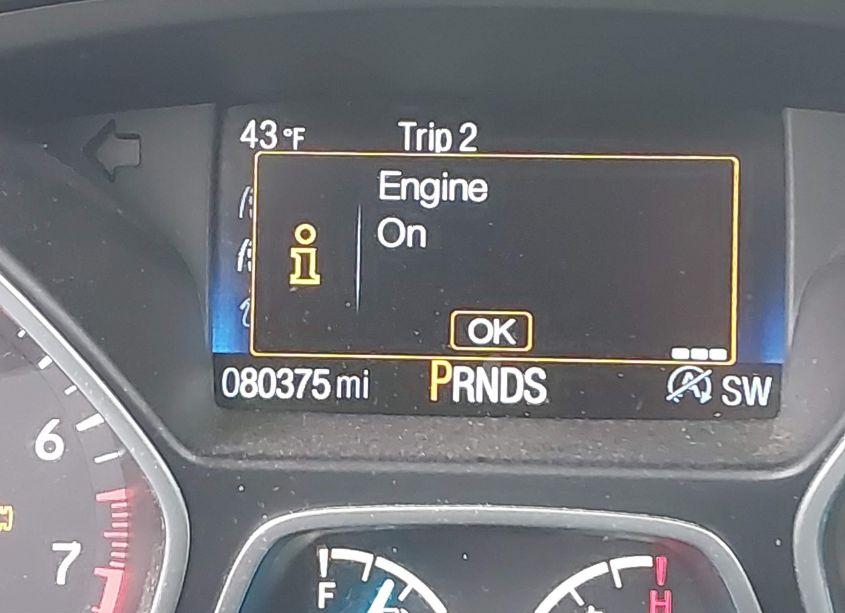 43°F Trip 2
Engine
On
i
OK
080375 mi PRNDS A SW
6
7
F H